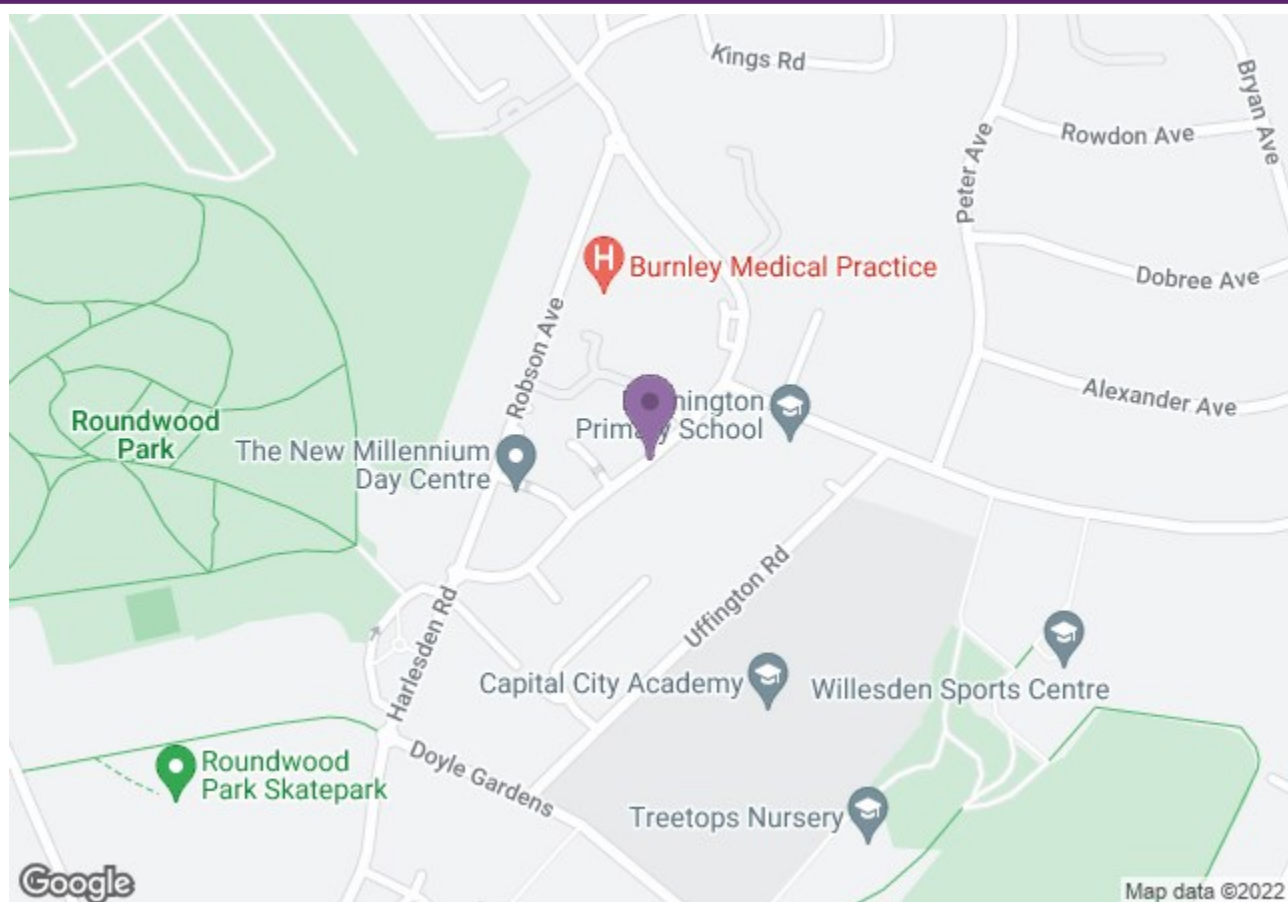 Kings Rd
Bryan Ave
Rowdon Ave
Peter Ave
Burnley Medical Practice
Dobree Ave
Robson Ave
Alexander Ave
Roundwood
Park
Primary School
The New Millennium
Day Centre
Uffington Rd
Harlesden Rd
Capital City Academy
Willesden Sports Centre
Roundwood
Park Skatepark
Doyle Gardens
Treetops Nursery
Google
Map data ©2022